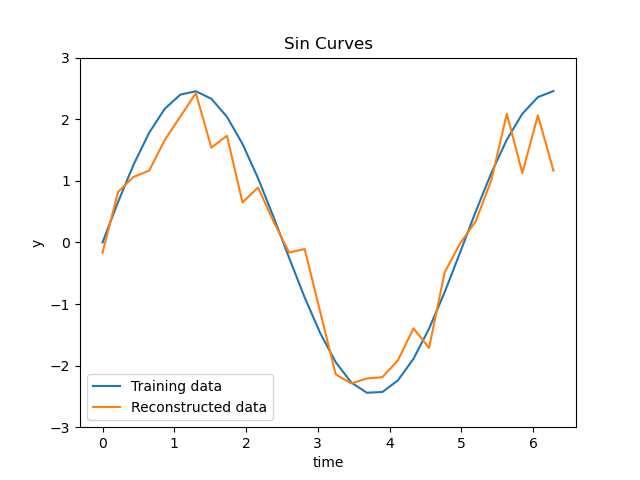 Sin Curves
3
2
1
0
−1
−2
−3
y
Training data
Reconstructed data
0 1 2 3 4 5 6
time